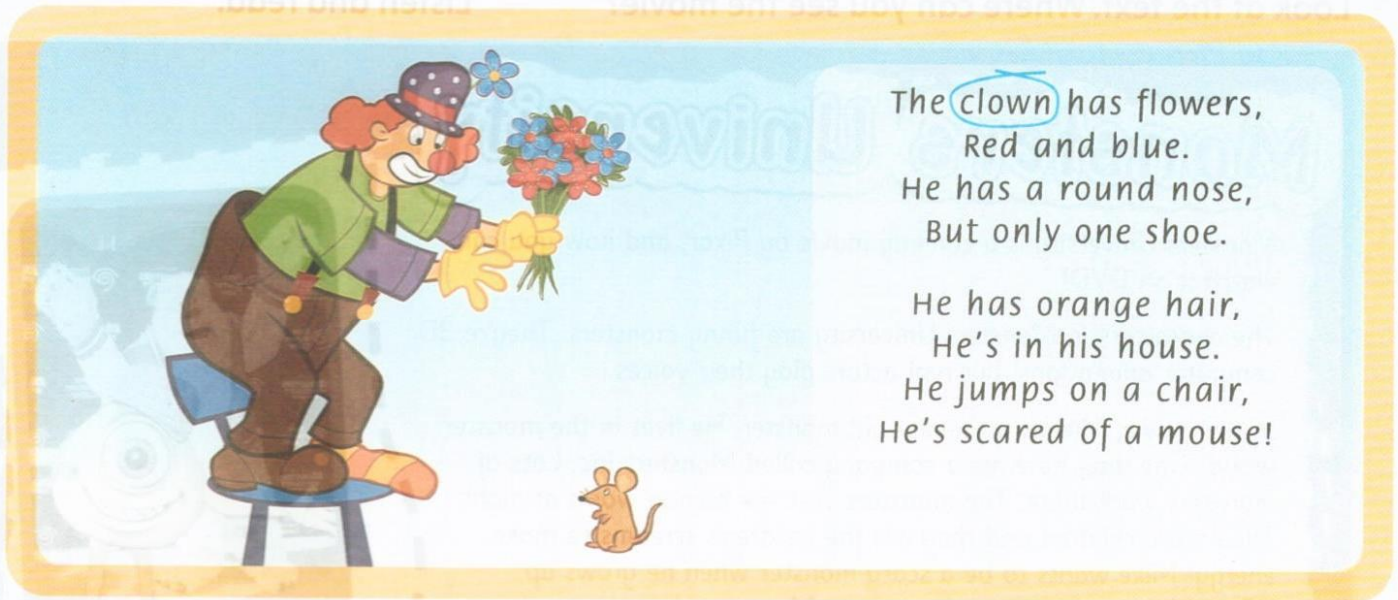 The clown has flowers,
Red and blue.
He has a round nose,
But only one shoe.
He has orange hair,
He's in his house.
He jumps on a chair,
He's scared of a mouse!